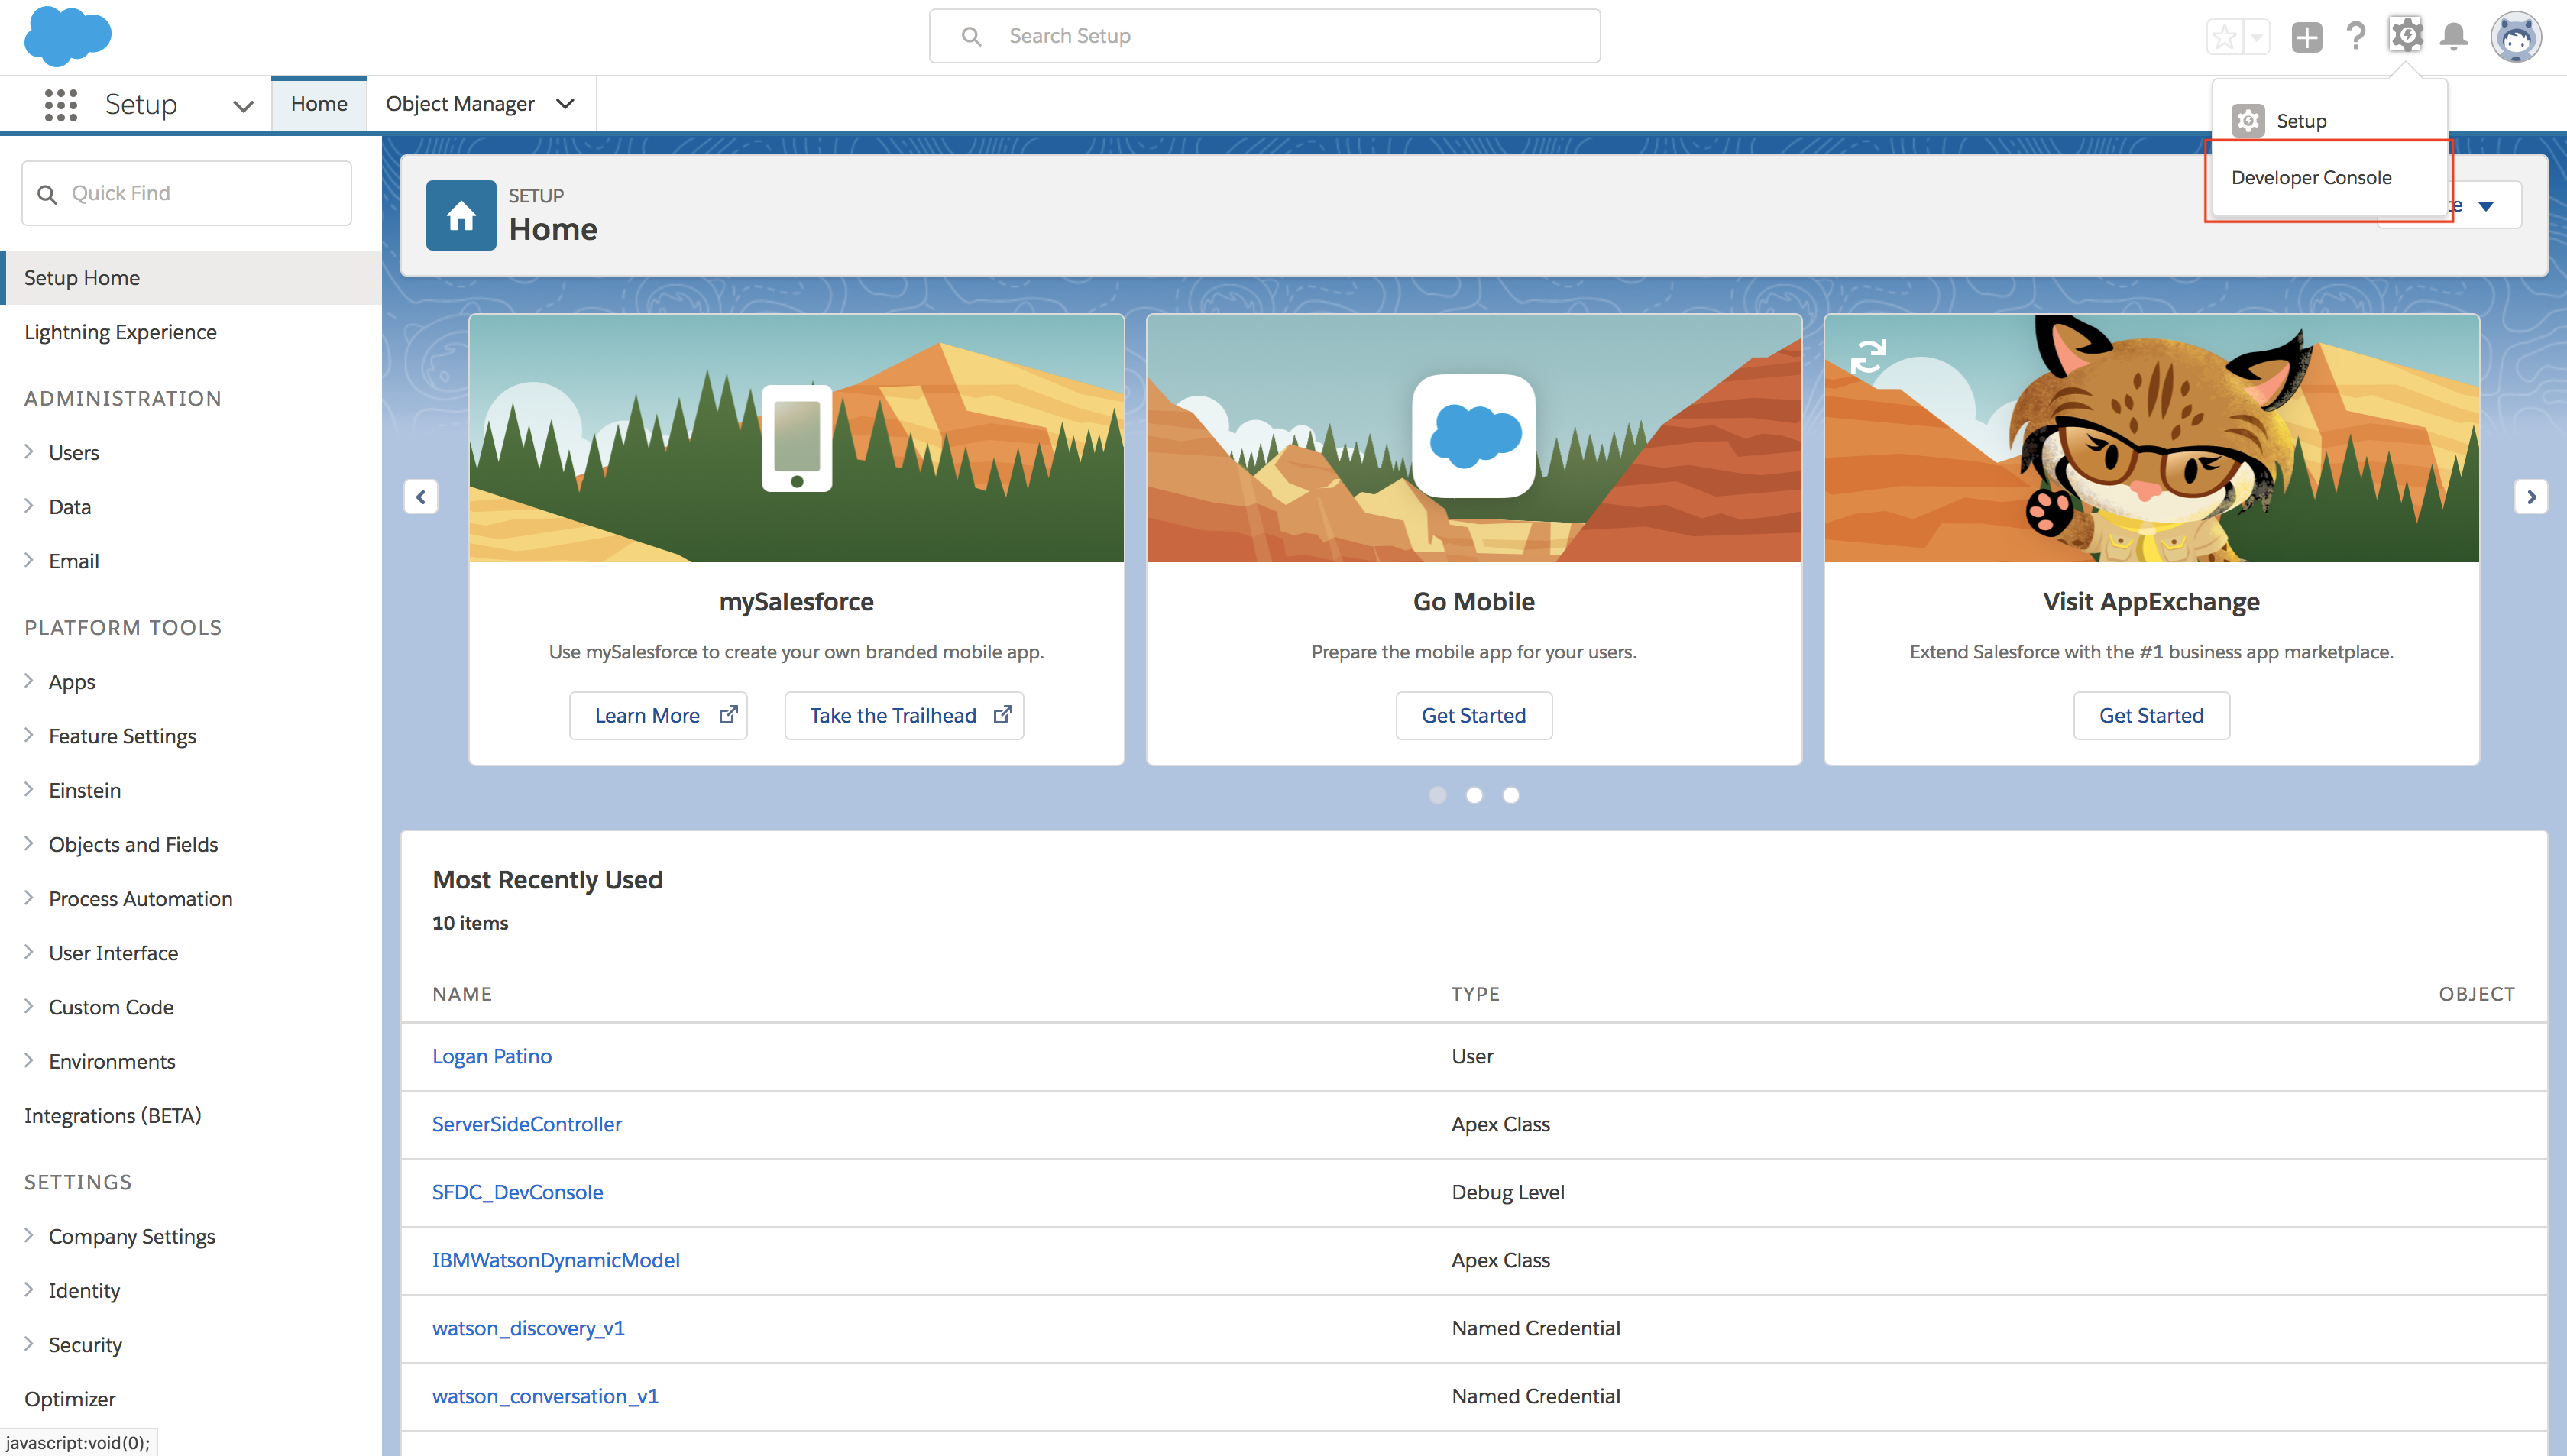 Search Setup
Setup
Home
Object Manager
Setup
Developer Console
Quick Find
SETUP
Home
Setup Home
Lightning Experience
ADMINISTRATION
Users
Data
Email
PLATFORM TOOLS
Apps
Feature Settings
Einstein
Objects and Fields
Process Automation
User Interface
Custom Code
Environments
Integrations (BETA)
SETTINGS
Company Settings
Identity
Security
Optimizer
javascript:void(0);
mySalesforce
Use mySalesforce to create your own branded mobile app.
Learn More
Take the Trailhead
Go Mobile
Prepare the mobile app for your users.
Get Started
Visit AppExchange
Extend Salesforce with the #1 business app marketplace.
Get Started
Most Recently Used
10 items
NAME TYPE OBJECT
Logan Patino User
ServerSideController Apex Class
SFDC_DevConsole Debug Level
IBMWatsonDynamicModel Apex Class
watson_discovery_v1 Named Credential
watson_conversation_v1 Named Credential